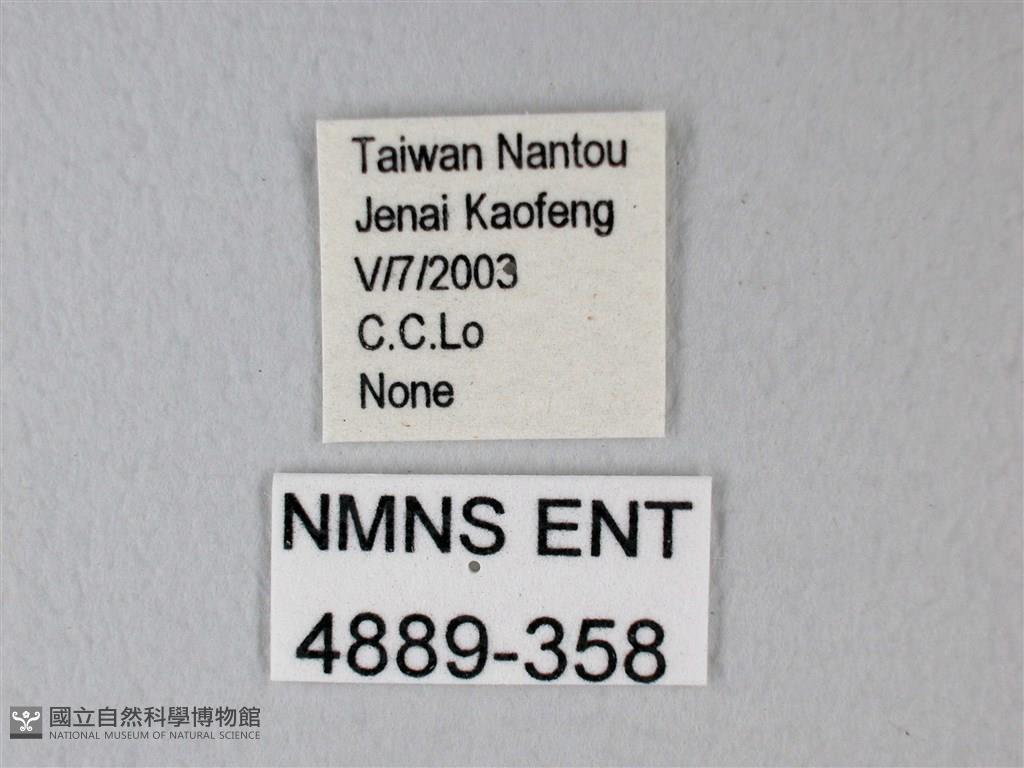 Taiwan Nantou
Jenai Kaofeng
V/7/2003
C.C.Lo
None
NMNS ENT
4889-358
國立自然科學博物館
NATIONAL MUSEUM OF NATURAL SCIENCE